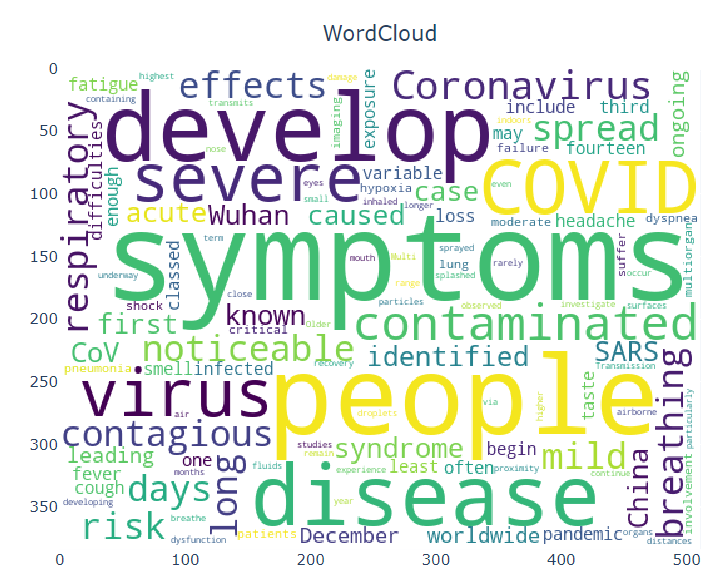 WordCloud
0
50
100
150
200
250
300
350
0
100
200
300
400
500
fatigue
highest
containing
effects
transmits
damage
imaging
exposure
Coronavirus
include
third
indoors
may
spread
failure
fourteen
ongoing
respiratory
difficulties
develop
nose
enough
severe
eyes
small
variable
hypoxia
inhaled
longer
case
COVID
even
acute
Wuhan
caused
loss
moderate
headache
dyspnea
symptoms
term
underway
classed
shock
close
mouth
Multi
range
lung
sprayed
splashed
rarely
particles
observed
suffer
occur
investigate
surfaces
multiorgan
first
known
critical
Older
contaminated
CoV
noticeable
recovery
identified
SARS
Transmission
pneumonia
smell
infected
virus
air
people
droplets
via
higher
taste
airborne
particularly
breathing
contagious
studies
remain
syndrome
begin
mild
leading
one
long
fluids
experience
least
often
proximity
continue
China
involvement
fever
cough
months
days
developing
disease
year
risk
breathe
dysfunction
patients
December
worldwide
pandemic
organs
distances